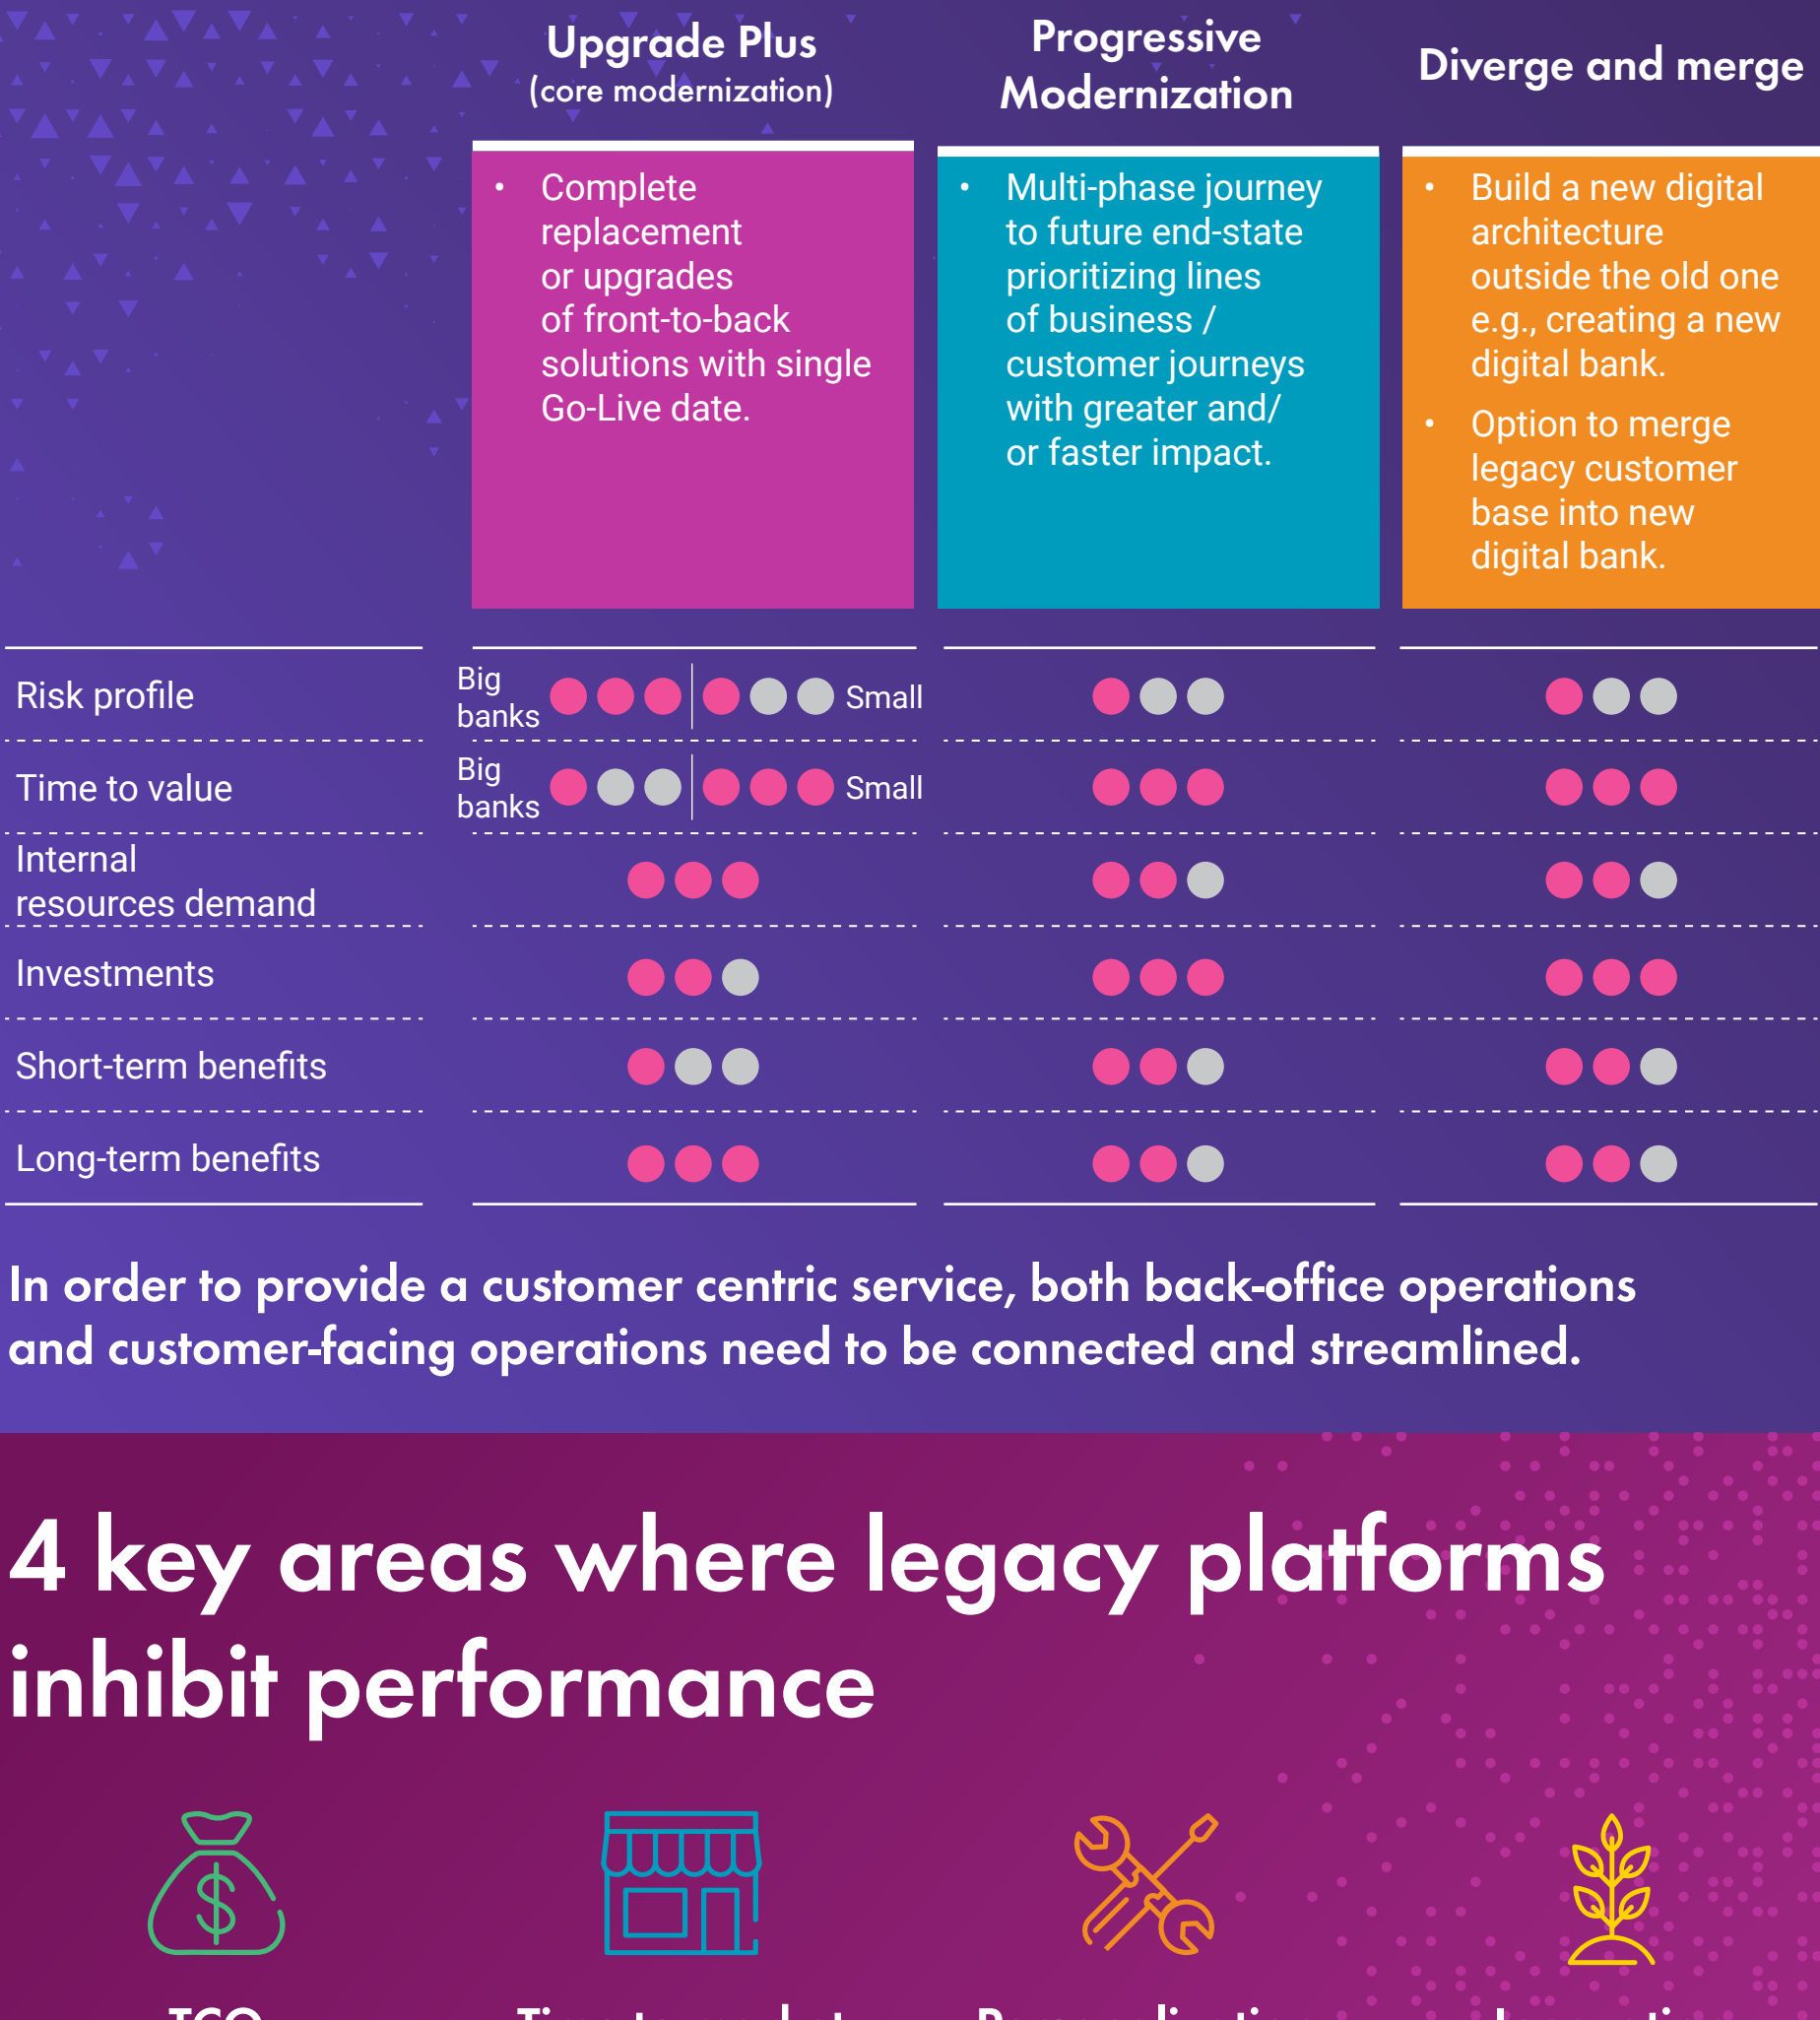 Upgrade Plus
(core modernization)
Progressive
Modernization
Diverge and merge
• Complete
replacement
or upgrades
of front-to-back
solutions with single
Go-Live date.
• Multi-phase journey
to future end-state
prioritizing lines
of business /
customer journeys
with greater and/
or faster impact.
• Build a new digital
architecture
outside the old one
e.g., creating a new
digital bank.
• Option to merge
legacy customer
base into new
digital bank.
Risk profile
Big
banks
Small
Time to value
Big
banks
Small
Internal
resources demand
Investments
Short-term benefits
Long-term benefits
In order to provide a customer centric service, both back-office operations
and customer-facing operations need to be connected and streamlined.
4 key areas where legacy platforms
inhibit performance
TCO